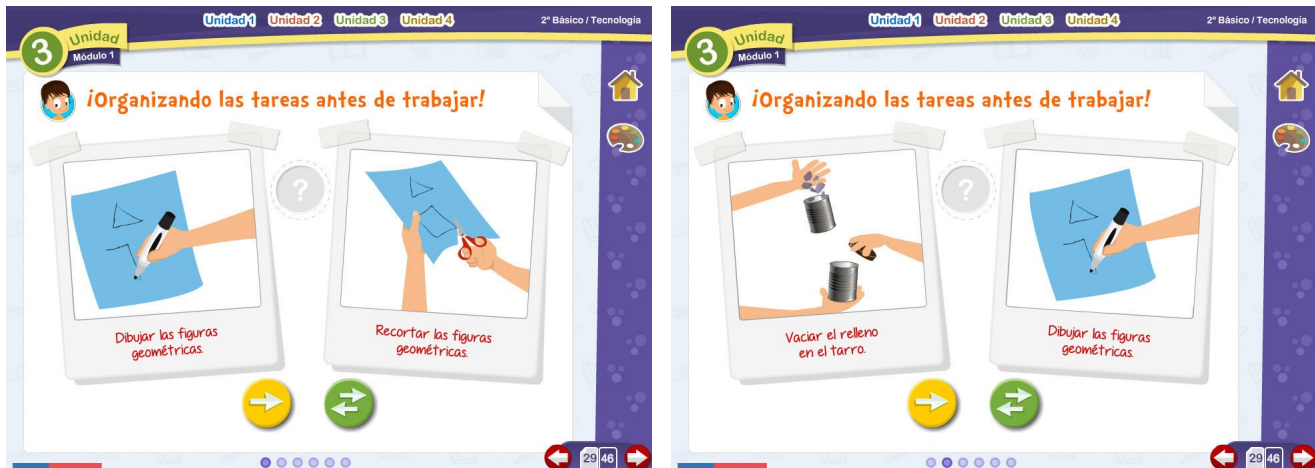 Unidad 1 Unidad 2 Unidad 3 Unidad 4
2º Básico / Tecnología
3 Unidad
Módulo 1
¡Organizando las tareas antes de trabajar!
?
Dibujar las figuras
geométricas.
Recortar las figuras
geométricas.
29 46
Unidad 1 Unidad 2 Unidad 3 Unidad 4
2º Básico / Tecnología
3 Unidad
Módulo 1
¡Organizando las tareas antes de trabajar!
?
Vaciar el relleno
en el tarro.
Dibujar las figuras
geométricas.
29 46